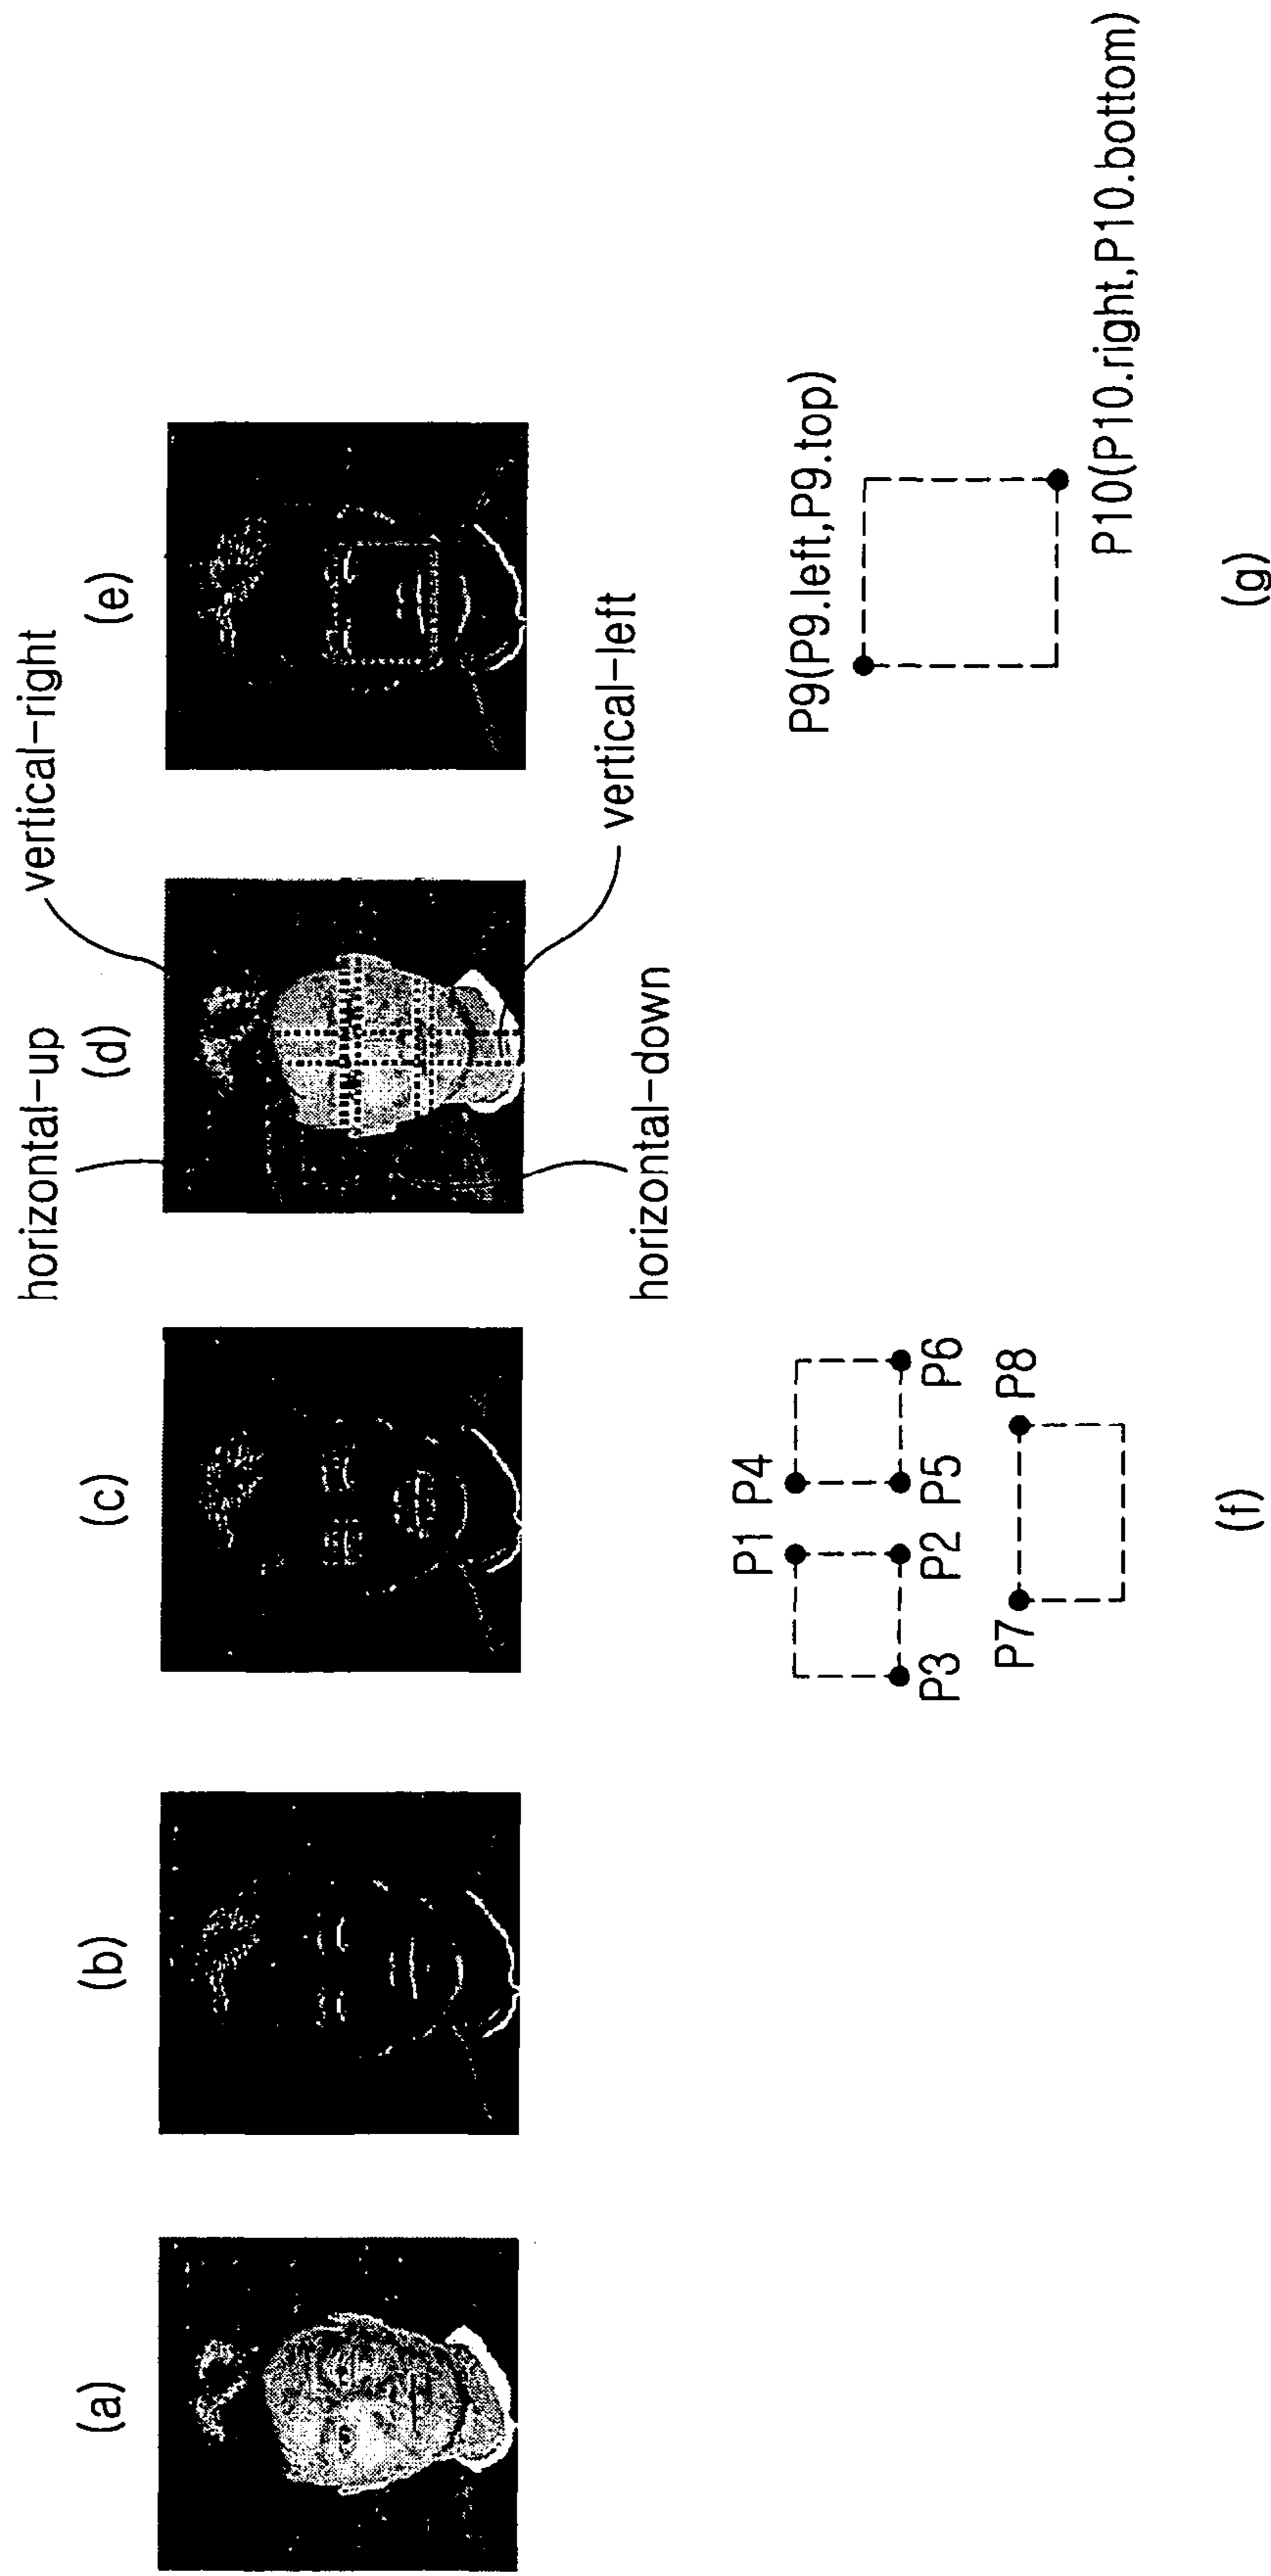 (a)
(b)
(c)
(d)
(e)
horizontal-up
vertical-right
horizontal-down
vertical-left
P1
P4
P3
P2
P5
P6
P7
P8
(f)
P9(P9.left,P9.top)
P10(P10.right,P10.bottom)
(g)